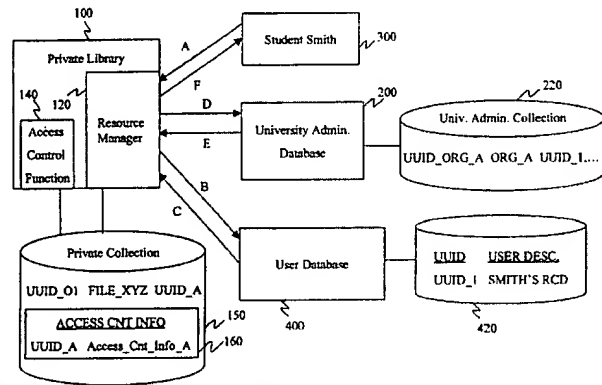 100
Private Library
140
120
Access
Control
Function
Resource
Manager
A
F
D
E
B
C
Student Smith
300
200
University Admin.
Database
220
Univ. Admin. Collection
UUID_ORG_A ORG_A UUID_1,...
User Database
400
UUID USER DESC.
UUID_1 SMITH'S RCD
420
Private Collection
UUID_O1 FILE_XYZ UUID_A
ACCESS CNT INFO
UUID_A Access_Cnt_Info_A
150
160